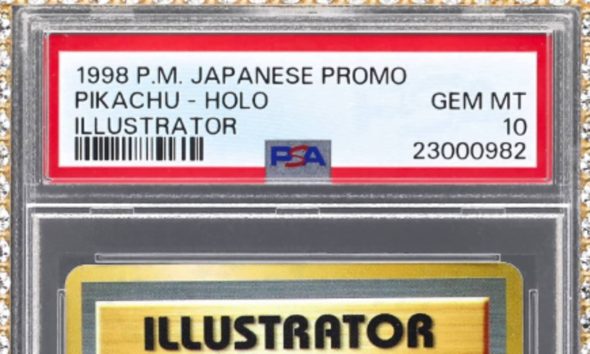 1998 P.M. JAPANESE PROMO
PIKACHU - HOLO GEM MT
ILLUSTRATOR 10
PSA 23000982
ILLUSTRATOR